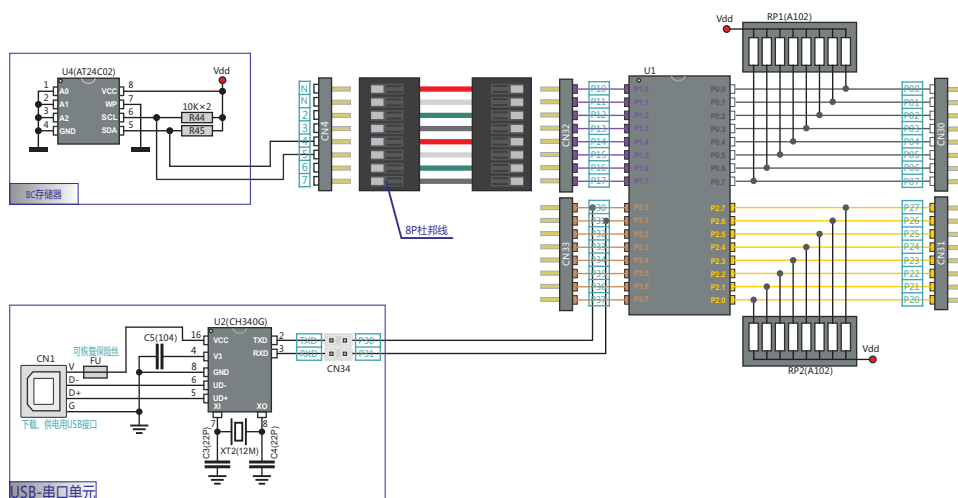 RP1(A102)
Vdd
U4(AT24C02)
Vdd
1 A0 VCC 8
2 A1 WP 7
3 A2 SCL 6
4 GND SDA 5
10K×2
R44
R45
IIC存储器
CN4
N
N
2
3
4
5
6
7
8P杜邦线
CN32
P10
P11
P12
P13
P14
P15
P16
P17
CN33
P30
P31
P32
P33
P34
P35
P36
P37
U1
P1.0 P0.0
P1.1 P0.1
P1.2 P0.2
P1.3 P0.3
P1.4 P0.4
P1.5 P0.5
P1.6 P0.6
P1.7 P0.7
P3.0 P2.7
P3.1 P2.6
P3.2 P2.5
P3.3 P2.4
P3.4 P2.3
P3.5 P2.2
P3.6 P2.1
P3.7 P2.0
P00
P01
P02
P03
P04
P05
P06
P07
CN30
P27
P26
P25
P24
P23
P22
P21
P20
CN31
Vdd
RP2(A102)
U2(CH340G)
16 VCC TXD 2
4 V3 RXD 3
8 GND
6 UD-
5 UD+
XI XO
7 8
C5(104)
可恢复保险丝
FU
CN1
V
D-
D+
G
下载、供电用USB接口
TXD P30
RXD P31
CN34
XT2(12M)
C3(22P)
C4(22P)
USB-串口单元